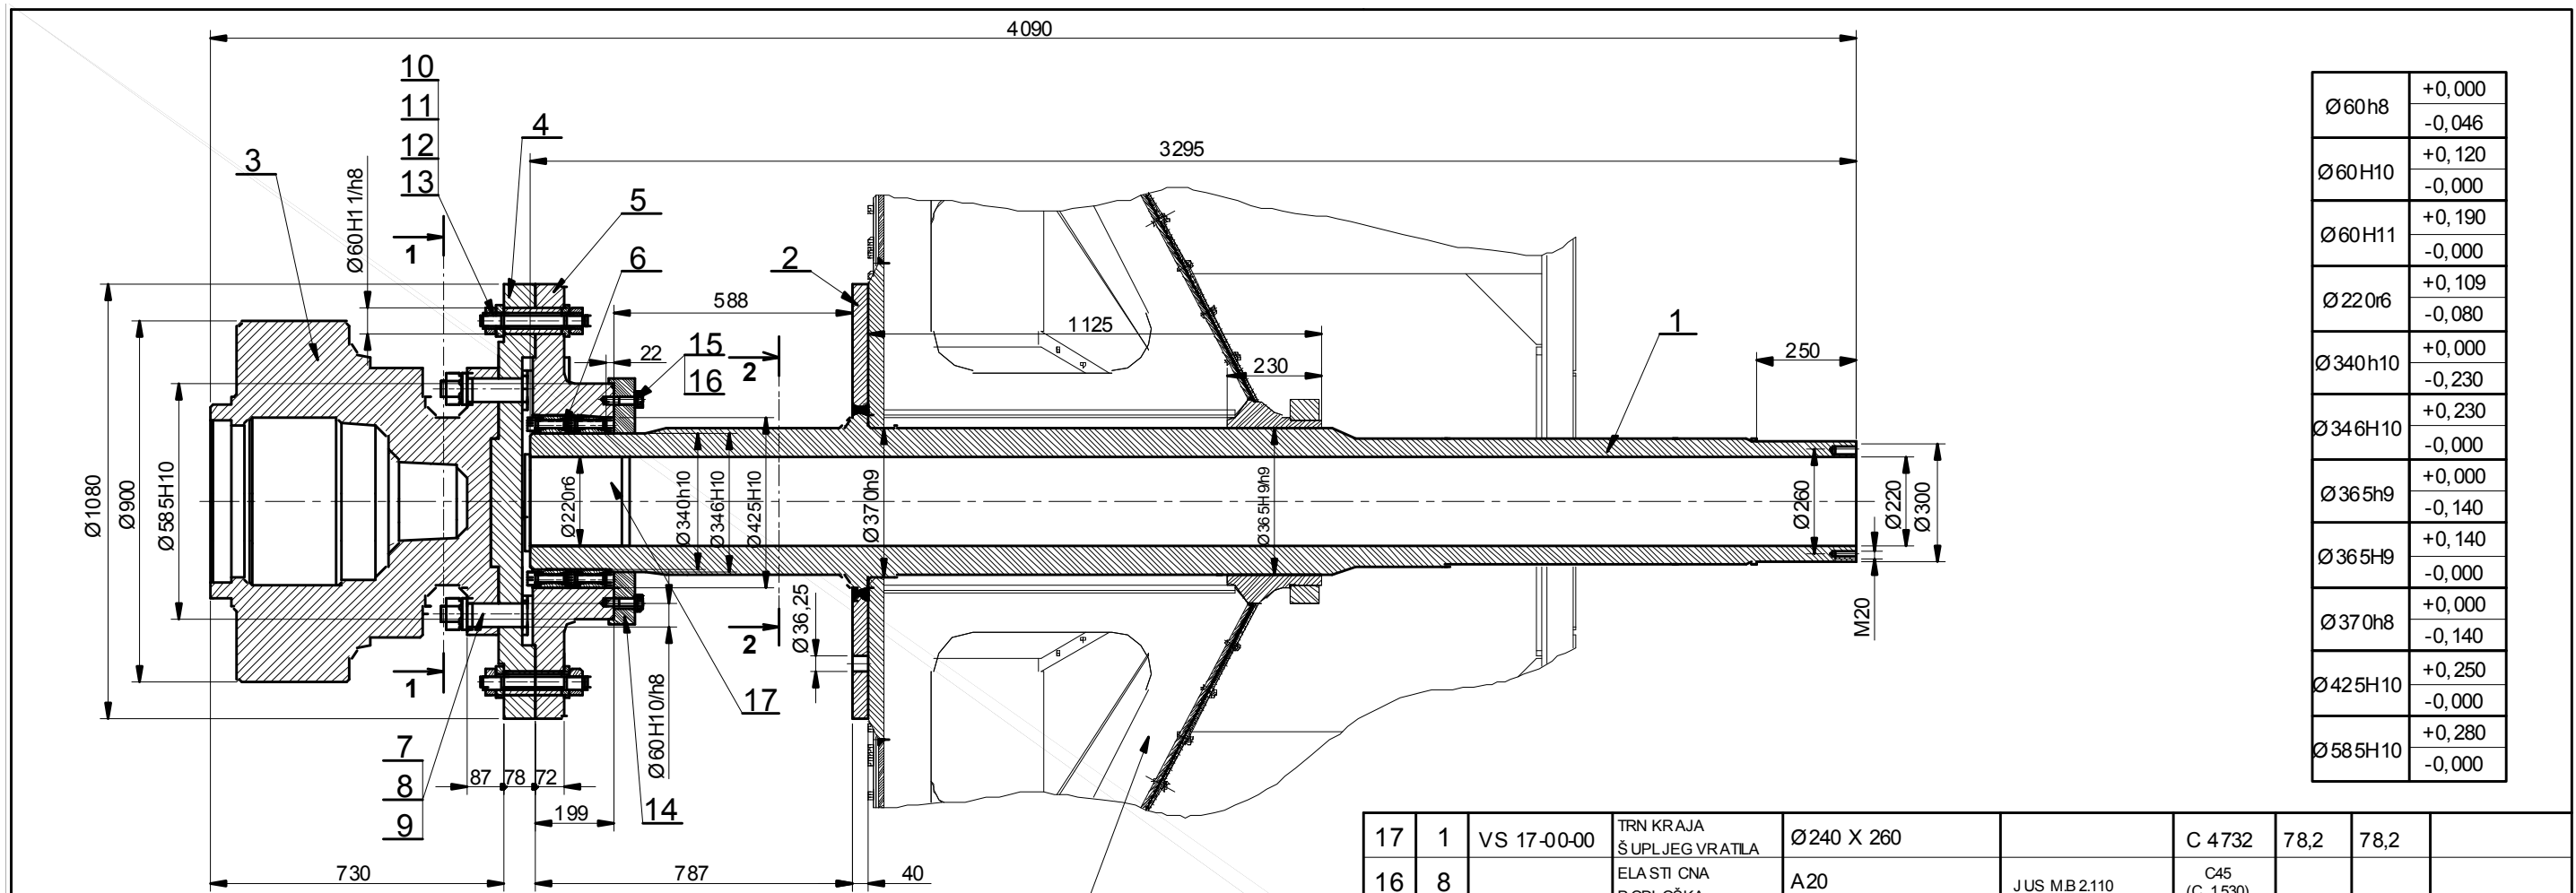 4090
10
11
12
13
4
3
5
3295
Ø60H11/h8
1
6
2
588
1125
1
22
15
16
2
230
250
Ø1080
Ø900
Ø585H10
Ø220r6
Ø340h10
Ø346H10
Ø425H10
Ø370h9
Ø365H9/h9
Ø260
Ø220
Ø300
M20
Ø36,25
2
1
17
Ø60H10/h8
7
8
9
87
78
72
199
14
730
787
40
Ø60h8 +0,000
-0,046
Ø60H10 +0,120
-0,000
Ø60H11 +0,190
-0,000
Ø220r6 +0,109
-0,080
Ø340h10 +0,000
-0,230
Ø346H10 +0,230
-0,000
Ø365h9 +0,000
-0,140
Ø365H9 +0,140
-0,000
Ø370h8 +0,000
-0,140
Ø425H10 +0,250
-0,000
Ø585H10 +0,280
-0,000
17 1 VS 17-00-00 TRN KRAJA ŠUPLJEG VRATILA Ø240 X 260 C 4732 78,2 78,2
16 8 ELASTICNA A20 JUS M.B2.110 C45